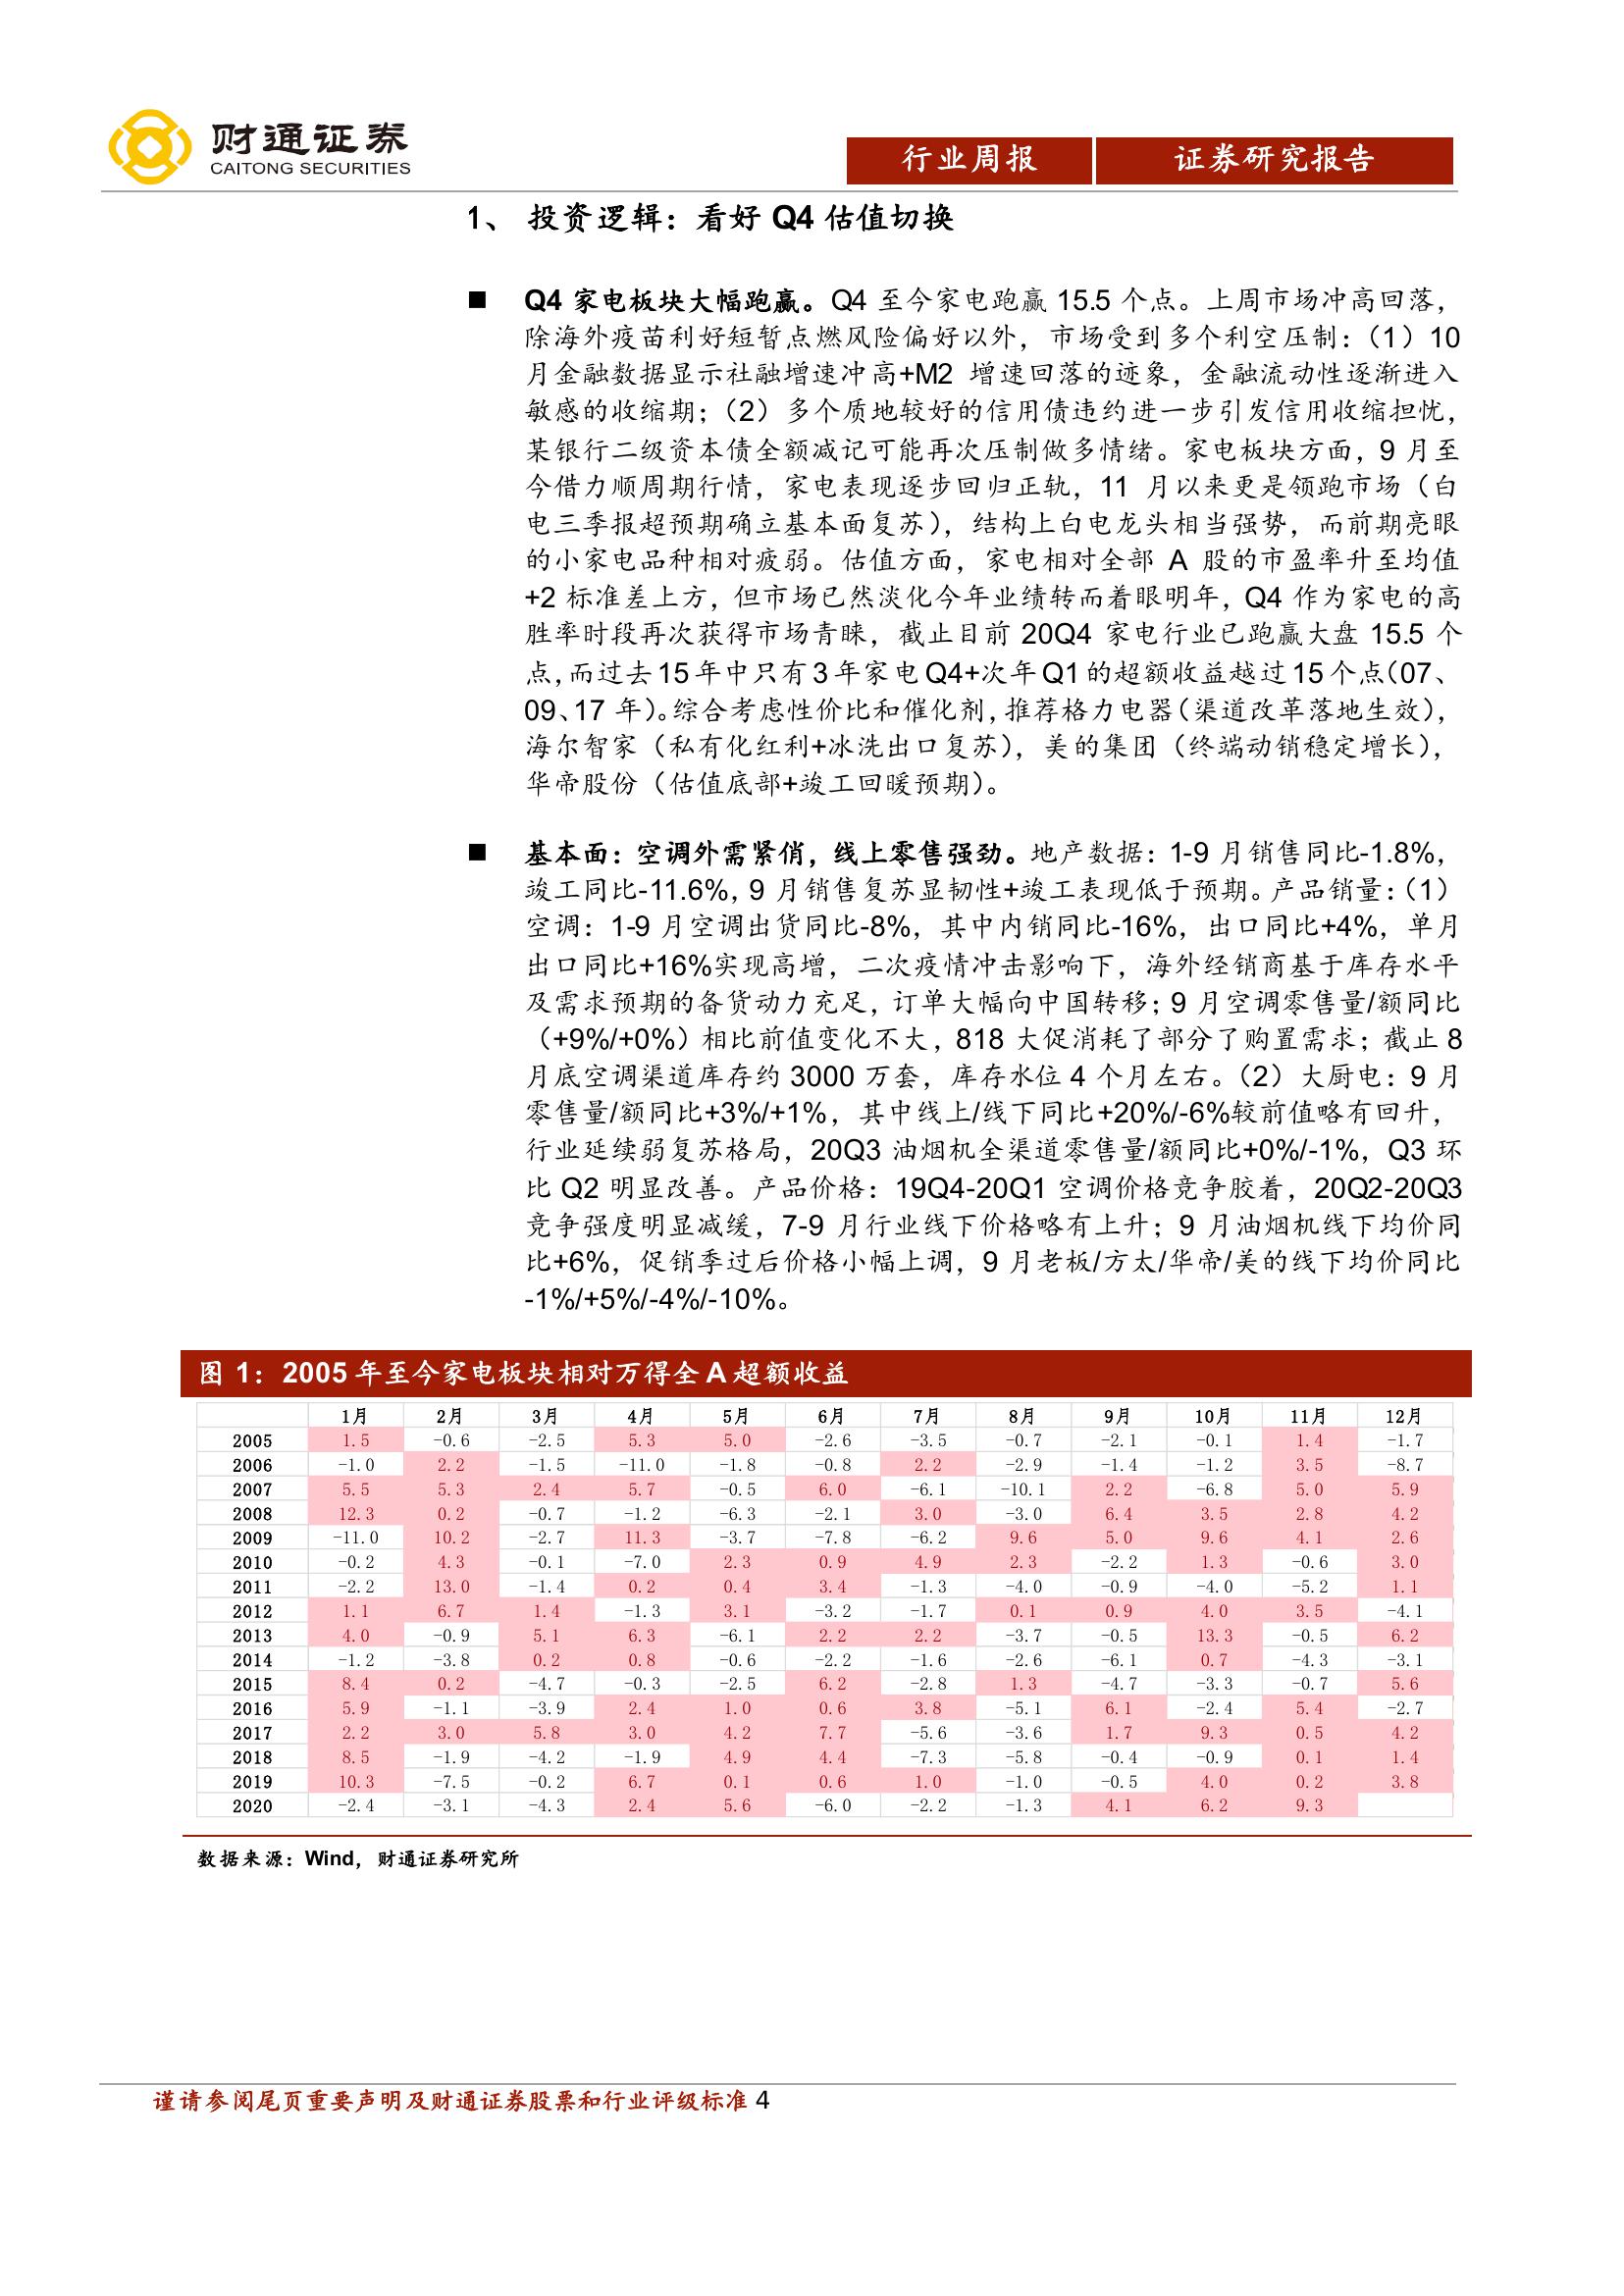 财通证券
CAITONG SECURITIES
行业周报 证券研究报告
1、 投资逻辑：看好 Q4 估值切换
■ Q4 家电板块大幅跑赢。Q4 至今家电跑赢 15.5 个点。上周市场冲高回落，
除海外疫苗利好短暂点燃风险偏好以外，市场受到多个利空压制：（1）10
月金融数据显示社融增速冲高+M2 增速回落的迹象，金融流动性逐渐进入
敏感的收缩期；（2）多个质地较好的信用债违约进一步引发信用收缩担忧，
某银行二级资本债全额减记可能再次压制做多情绪。家电板块方面，9 月至
今借力顺周期行情，家电表现逐步回归正轨，11 月以来更是领跑市场（白
电三季报超预期确立基本面复苏），结构上白电龙头相当强势，而前期亮眼
的小家电品种相对疲弱。估值方面，家电相对全部 A 股的市盈率升至均值
+2 标准差上方，但市场已然淡化今年业绩转而着眼明年，Q4 作为家电的高
胜率时段再次获得市场青睐，截止目前 20Q4 家电行业已跑赢大盘 15.5 个
点，而过去 15 年中只有 3 年家电 Q4+次年 Q1 的超额收益越过 15 个点（07、
09、17 年）。综合考虑性价比和催化剂，推荐格力电器（渠道改革落地生效），
海尔智家（私有化红利+冰洗出口复苏），美的集团（终端动销稳定增长），
华帝股份（估值底部+竣工回暖预期）。
■ 基本面：空调外需紧俏，线上零售强劲。地产数据：1-9 月销售同比-1.8%，
竣工同比-11.6%，9 月销售复苏显韧性+竣工表现低于预期。产品销量：（1）
空调：1-9 月空调出货同比-8%，其中内销同比-16%，出口同比+4%，单月
出口同比+16%实现高增，二次疫情冲击影响下，海外经销商基于库存水平
及需求预期的备货动力充足，订单大幅向中国转移；9 月空调零售量/额同比
（+9%/+0%）相比前值变化不大，818 大促消耗了部分了购置需求；截止 8
月底空调渠道库存约 3000 万套，库存水位 4 个月左右。（2）大厨电：9 月
零售量/额同比+3%/+1%，其中线上/线下同比+20%/-6%较前值略有回升，
行业延续弱复苏格局，20Q3 油烟机全渠道零售量/额同比+0%/-1%，Q3 环
比 Q2 明显改善。产品价格：19Q4-20Q1 空调价格竞争胶着，20Q2-20Q3
竞争强度明显减缓，7-9 月行业线下价格略有上升；9 月油烟机线下均价同
比+6%，促销季过后价格小幅上调，9 月老板/方太/华帝/美的线下均价同比
-1%/+5%/-4%/-10%。
图 1：2005 年至今家电板块相对万得全 A 超额收益
1月 2月 3月 4月 5月 6月 7月 8月 9月 10月 11月 12月
2005 1.5 -0.6 -2.5 5.3 5.0 -2.6 -3.5 -0.7 -2.1 -0.1 1.4 -1.7
2006 -1.0 2.2 -1.5 -11.0 -1.8 -0.8 2.2 -2.9 -1.4 -1.2 3.5 -8.7
2007 5.5 5.3 2.4 5.7 -0.5 6.0 -6.1 -10.1 2.2 -6.8 5.0 5.9
2008 12.3 0.2 -0.7 -1.2 -6.3 -2.1 3.0 -3.0 6.4 3.5 2.8 4.2
2009 -11.0 10.2 -2.7 11.3 -3.7 -7.8 -6.2 9.6 5.0 9.6 4.1 2.6
2010 -0.2 4.3 -0.1 -7.0 2.3 0.9 4.9 2.3 -2.2 1.3 -0.6 3.0
2011 -2.2 13.0 -1.4 0.2 0.4 3.4 -1.3 -4.0 -0.9 -4.0 -5.2 1.1
2012 1.1 6.7 1.4 -1.3 3.1 -3.2 -1.7 0.1 0.9 4.0 3.5 -4.1
2013 4.0 -0.9 5.1 6.3 -6.1 2.2 2.2 -3.7 -0.5 13.3 -0.5 6.2
2014 -1.2 -3.8 0.2 0.8 -0.6 -2.2 -1.6 -2.6 -6.1 0.7 -4.3 -3.1
2015 8.4 0.2 -4.7 -0.3 -2.5 6.2 -2.8 1.3 -4.7 -3.3 -0.7 5.6
2016 5.9 -1.1 -3.9 2.4 1.0 0.6 3.8 -5.1 6.1 -2.4 5.4 -2.7
2017 2.2 3.0 5.8 3.0 4.2 7.7 -5.6 -3.6 1.7 9.3 0.5 4.2
2018 8.5 -1.9 -4.2 -1.9 4.9 4.4 -7.3 -5.8 -0.4 -0.9 0.1 1.4
2019 10.3 -7.5 -0.2 6.7 0.1 0.6 1.0 -1.0 -0.5 4.0 0.2 3.8
2020 -2.4 -3.1 -4.3 2.4 5.6 -6.0 -2.2 -1.3 4.1 6.2 9.3
数据来源：Wind，财通证券研究所
谨请参阅尾页重要声明及财通证券股票和行业评级标准 4